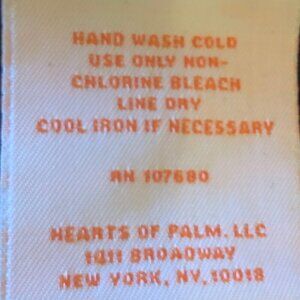 HAND WASH COLD
USE ONLY NON-
CHLORINE BLEACH
LINE DRY
COOL IRON IF NECESSARY
RN 107680
HEARTS OF PALM, LLC
1411 BROADWAY
NEW YORK, NY, 10018